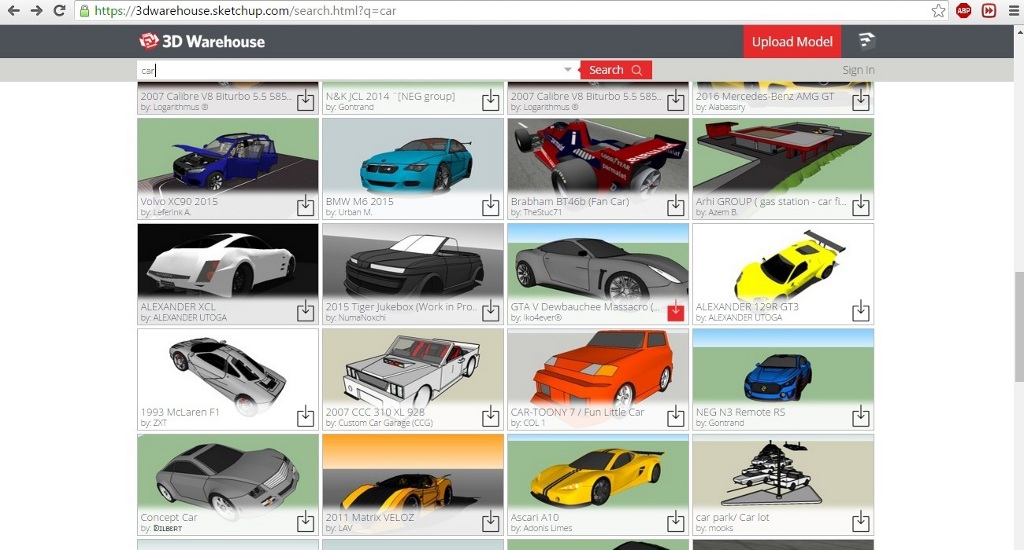 https://3dwarehouse.sketchup.com/search.html?q=car
ABP
3D Warehouse
Upload Model
car
Search
Sign In
2007 Calibre V8 Biturbo 5.5 585...
by: Logarithmus ®
N&K JCL 2014 ¨[NEG group]
by: Gontrand
2007 Calibre V8 Biturbo 5.5 585...
by: Logarithmus ®
2016 Mercedes-Benz AMG GT
by: Alabassiry
Volvo XC90 2015
by: Leferink A.
BMW M6 2015
by: Urban M.
parmalat
Brabham BT46b (Fan Car)
by: TheStuc71
Arhi GROUP ( gas station - car fi...
by: Azem B.
ALEXANDER XCL
by: ALEXANDER UTOGA
2015 Tiger Jukebox (Work in Pro...
by: NumaNoxchi
GTA V Dewbauchee Massacro (...
by: Iko4ever®
ALEXANDER 129R GT3
by: ALEXANDER UTOGA
1993 McLaren F1
by: ZXT
2007 CCC 310 XL 928
by: Custom Car Garage (CCG)
CAR-TOONY 7 / Fun Little Car
by: COL 1
NEG N3 Remote RS
by: Gontrand
Concept Car
by: DILBERT
2011 Matrix VELOZ
by: LAV
Ascari A10
by: Adonis Limes
car park/ Car lot
by: mooks